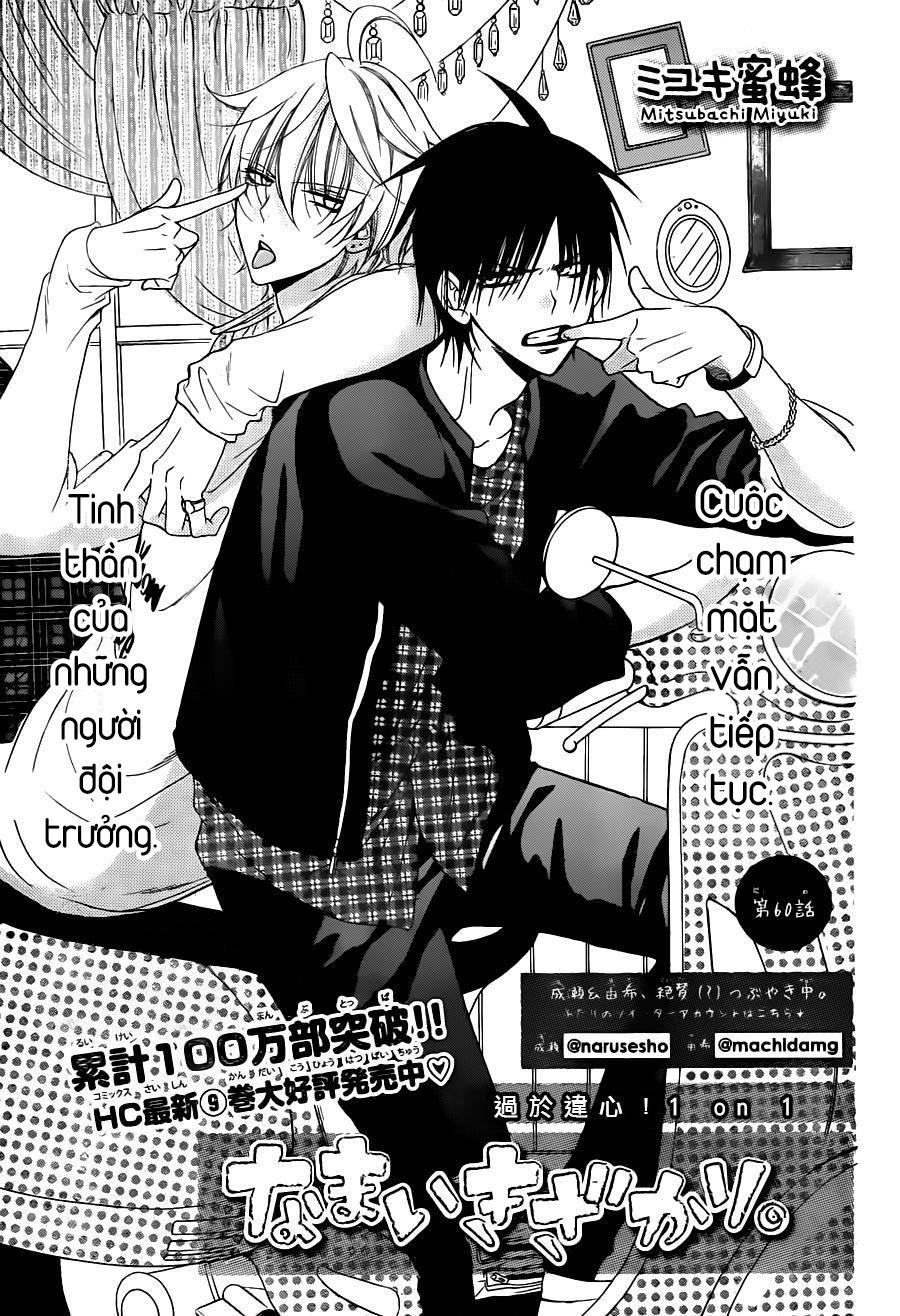 ミユキ蜜蜂
Mitsubachi Miyuki
Cuộc
chạm
mặt
vẫn
tiếp
tục.
Tinh
thần
của
những
người
đội
trưởng.
第60話
成瀬&由希、絶賛(?)つぶやき中。
ふたりのツイッターアカウントはこちら↓
成瀬 @narusesho 由希 @machidamg
累計100万部突破!!
HC最新⑨巻大好評発売中♡
過於違心！1 on 1
なまいきざかり。